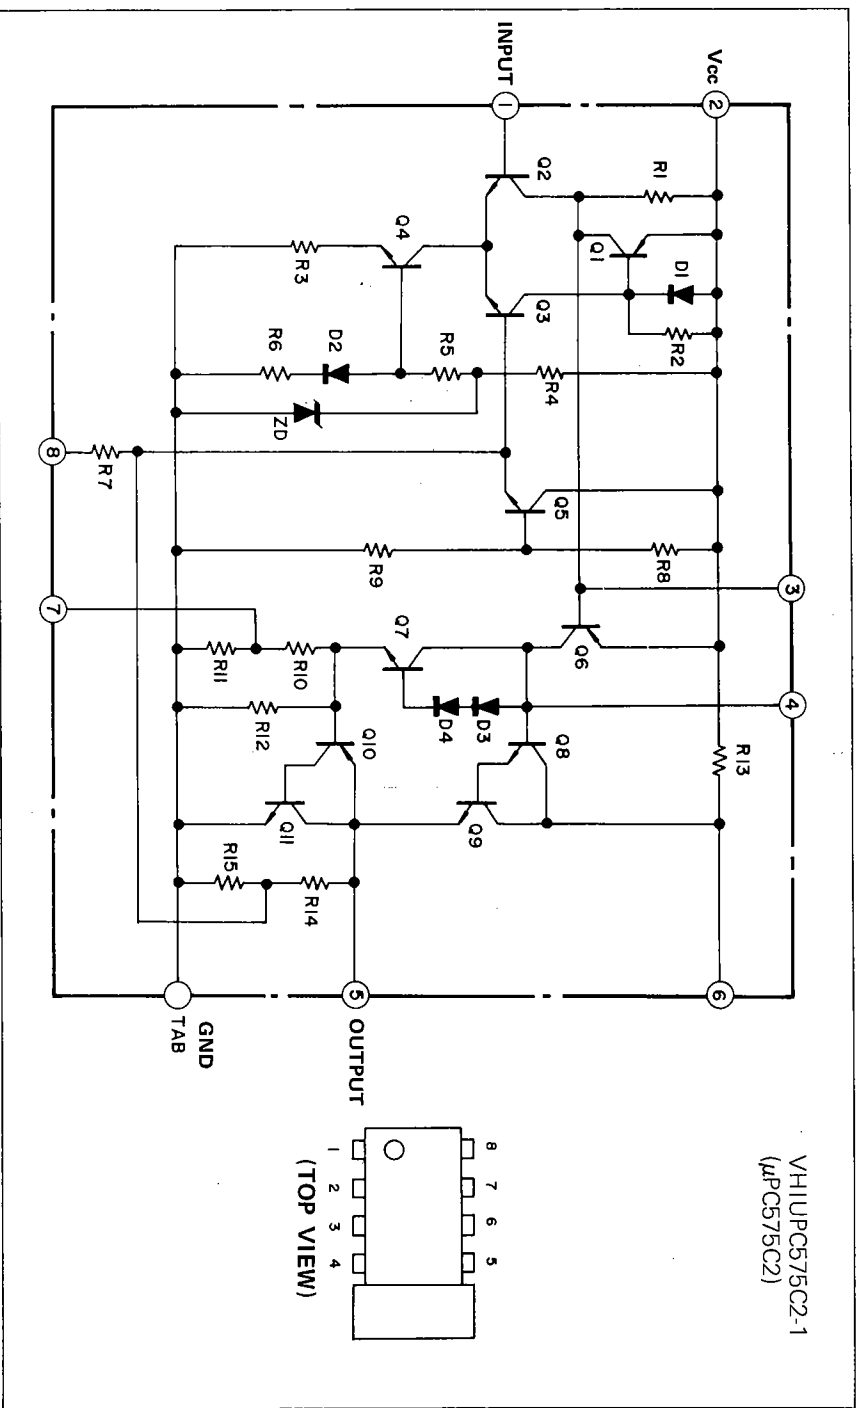 VHIUPC575C2-1
(μPC575C2)
Vcc
2
INPUT
1
R1
Q2
Q1
D1
R2
Q3
Q4
R3
R4
R5
D2
R6
ZD
8
R7
Q5
R8
R9
3
Q6
4
Q7
7
R11
R10
R12
D4
D3
Q8
Q10
Q9
Q11
R13
R15
R14
6
5
OUTPUT
GND
TAB
8 7 6 5
1 2 3 4
(TOP VIEW)